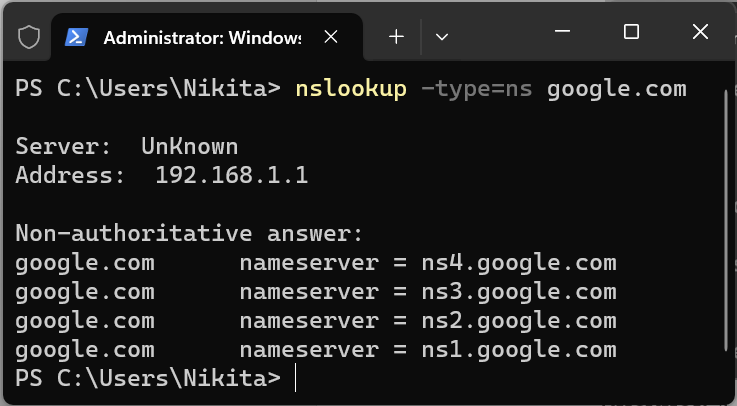 Administrator: Windows
PS C:\Users\Nikita> nslookup -type=ns google.com
Server:  UnKnown
Address:  192.168.1.1
Non-authoritative answer:
google.com      nameserver = ns4.google.com
google.com      nameserver = ns3.google.com
google.com      nameserver = ns2.google.com
google.com      nameserver = ns1.google.com
PS C:\Users\Nikita>